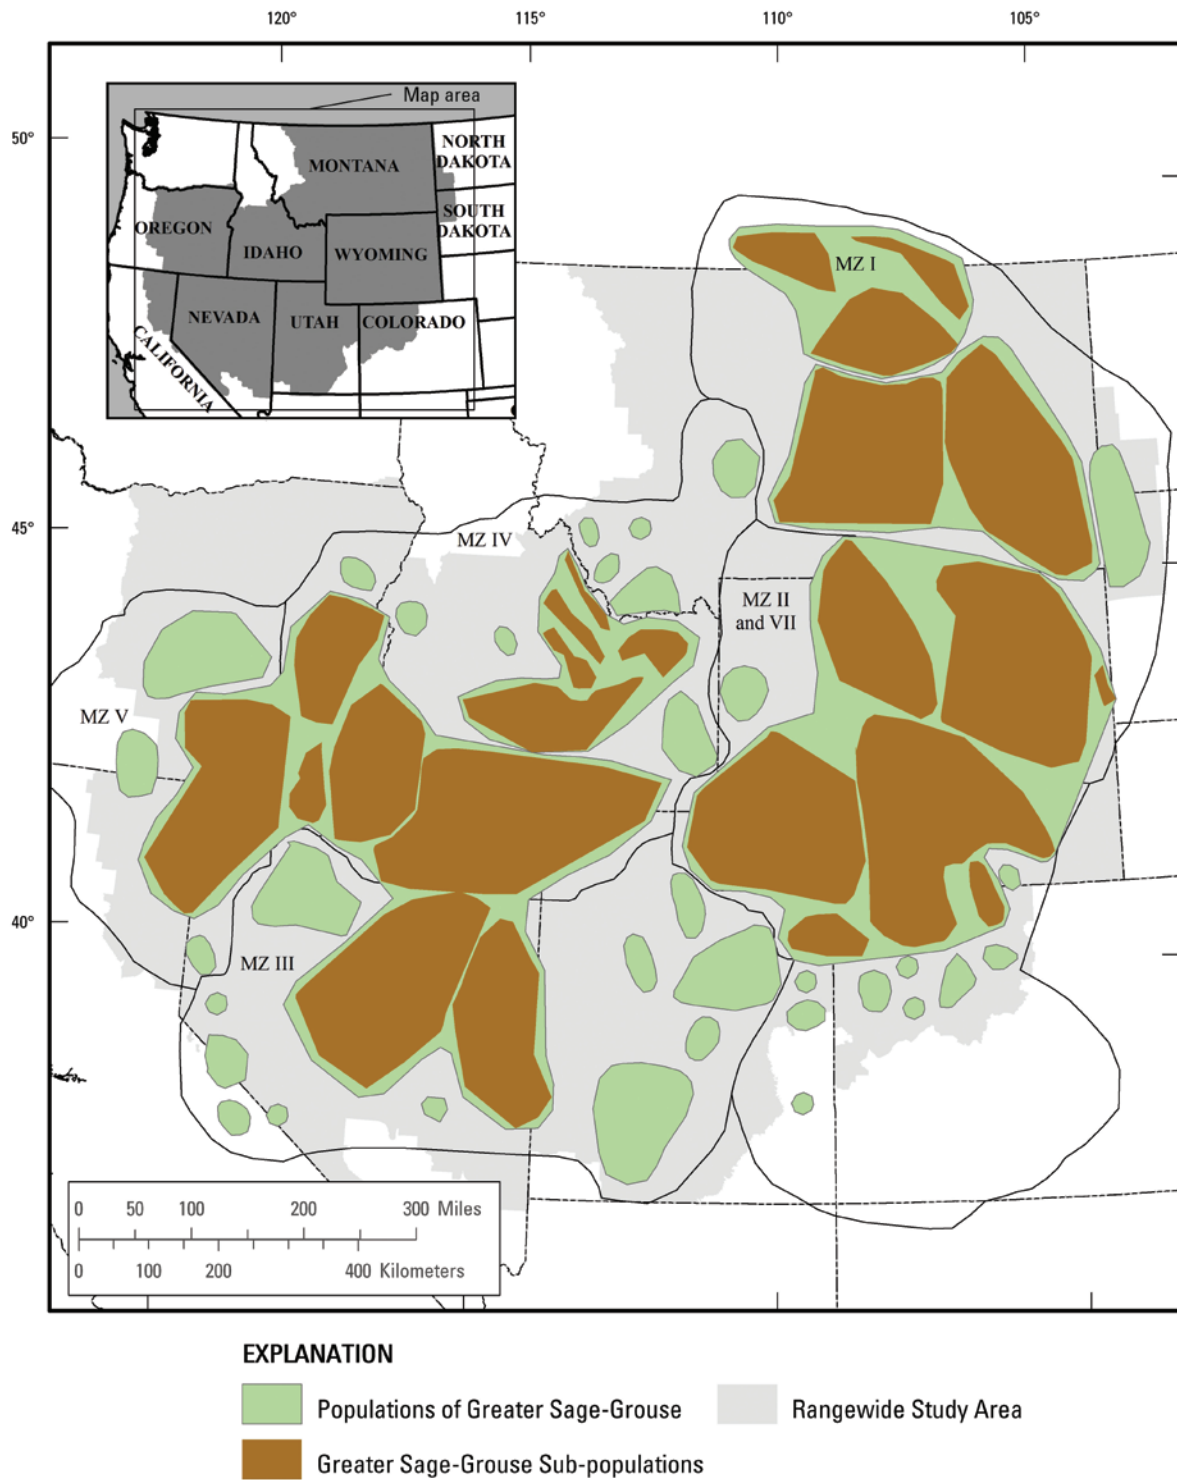 120°
115°
110°
105°
50°
45°
40°
Map area
NORTH
DAKOTA
MONTANA
SOUTH
DAKOTA
OREGON
IDAHO
WYOMING
NEVADA
UTAH
COLORADO
CALIFORNIA
MZ I
MZ IV
MZ II
and VII
MZ V
MZ III
0 50 100 200 300 Miles
0 100 200 400 Kilometers
EXPLANATION
Populations of Greater Sage-Grouse
Rangewide Study Area
Greater Sage-Grouse Sub-populations